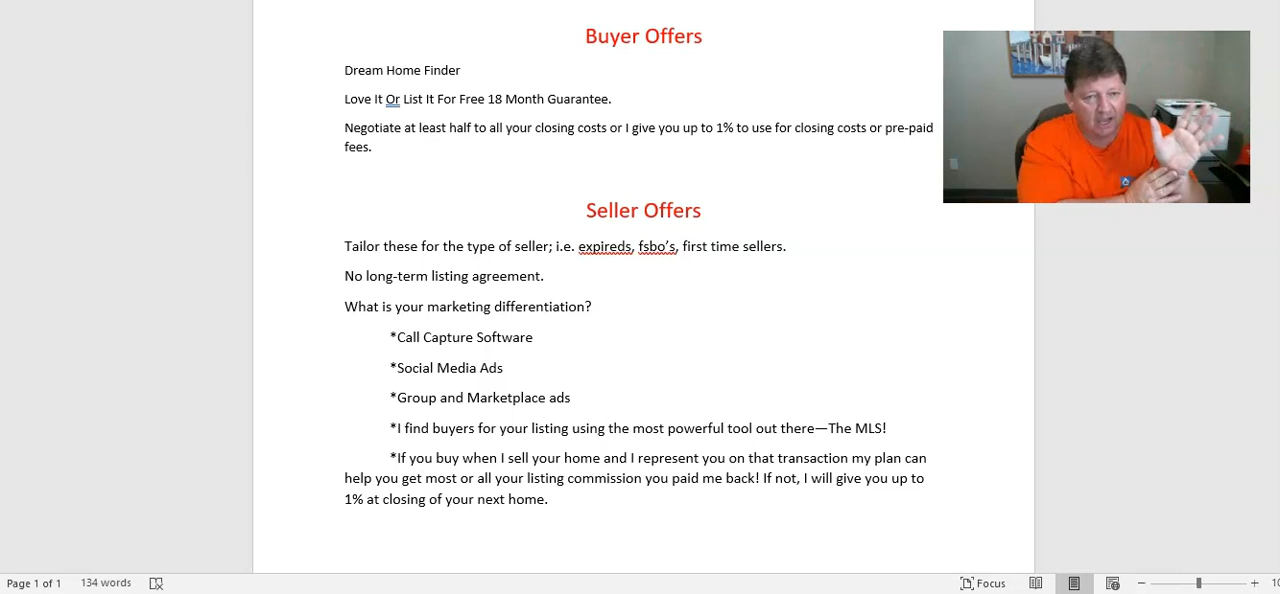 Buyer Offers
Dream Home Finder
Love It Or List It For Free 18 Month Guarantee.
Negotiate at least half to all your closing costs or I give you up to 1% to use for closing costs or pre-paid
fees.
Seller Offers
Tailor these for the type of seller; i.e. expireds, fsbo’s, first time sellers.
No long-term listing agreement.
What is your marketing differentiation?
*Call Capture Software
*Social Media Ads
*Group and Marketplace ads
*I find buyers for your listing using the most powerful tool out there—The MLS!
*If you buy when I sell your home and I represent you on that transaction my plan can
help you get most or all your listing commission you paid me back! If not, I will give you up to
1% at closing of your next home.
Page 1 of 1 134 words Focus − + 10